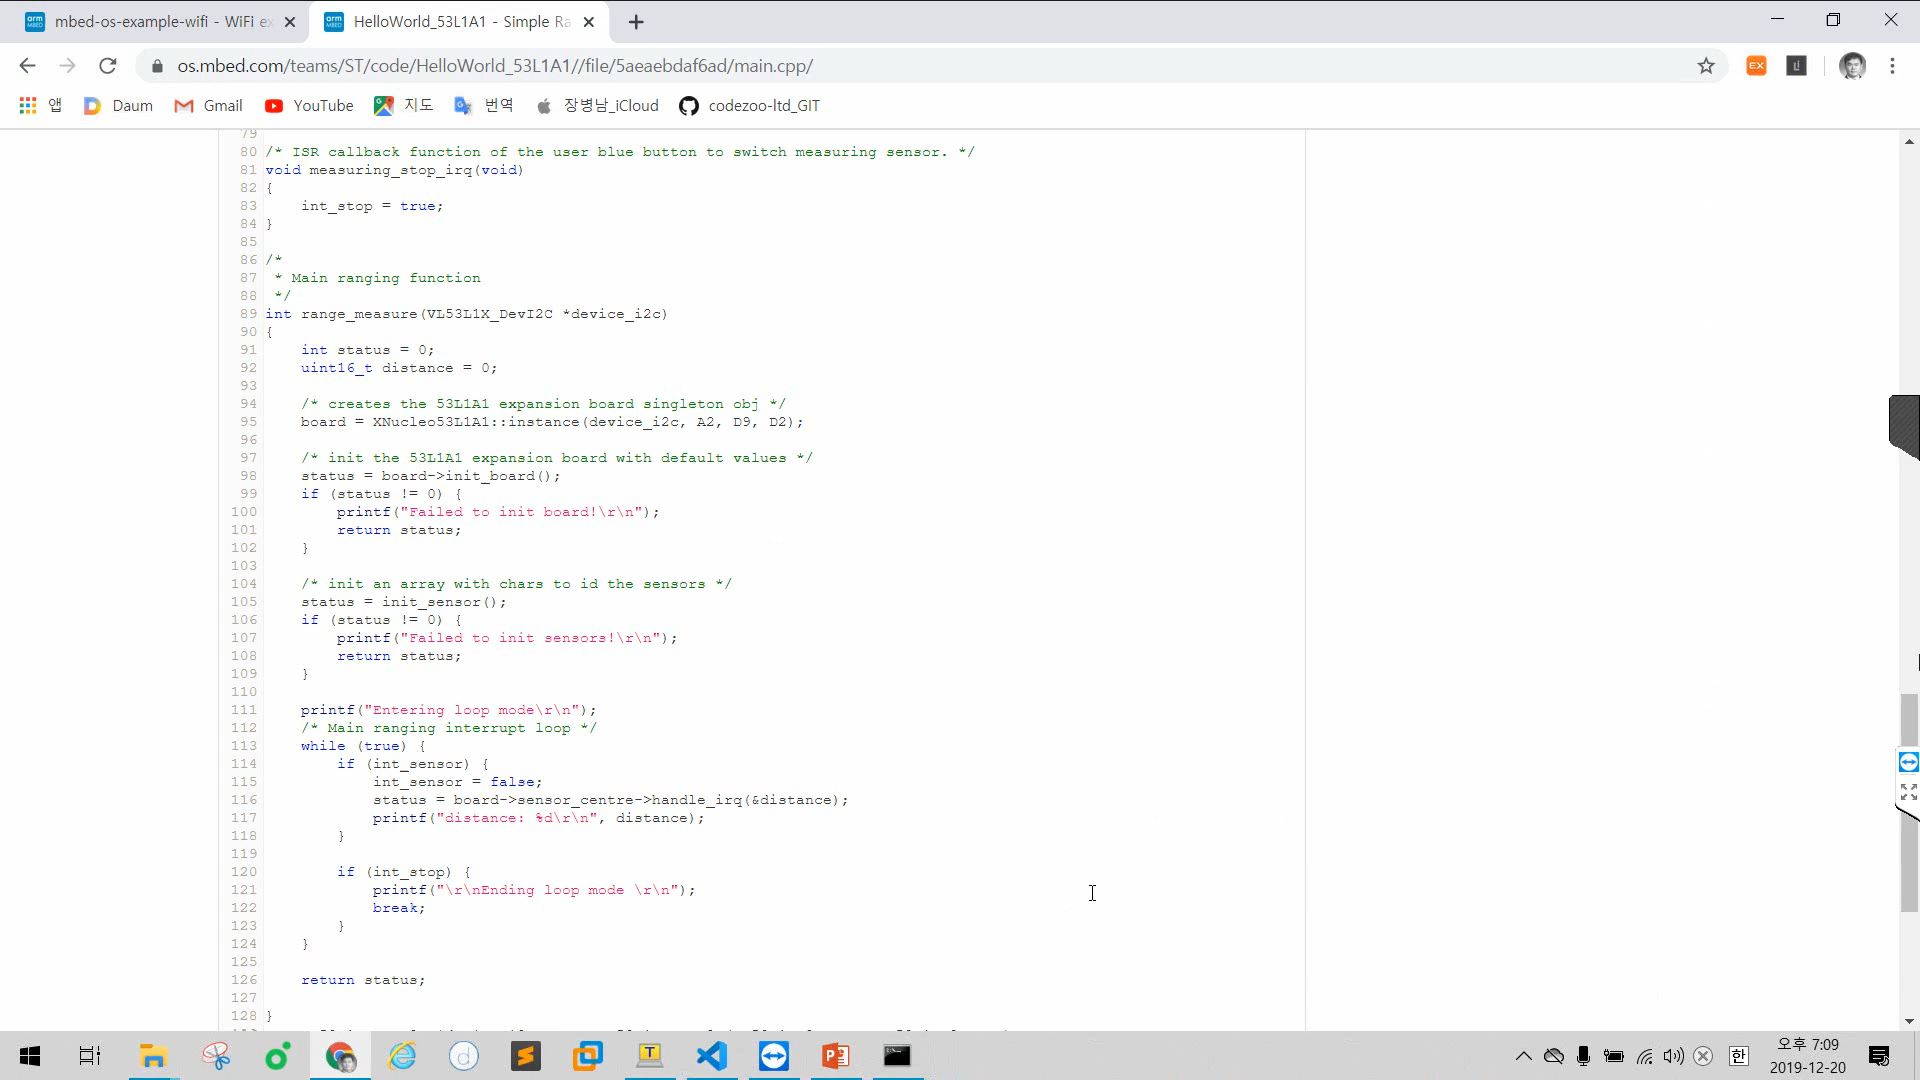 mbed-os-example-wifi - WiFi ex
HelloWorld_53L1A1 - Simple Ra
os.mbed.com/teams/ST/code/HelloWorld_53L1A1//file/5aeaebdaf6ad/main.cpp/
앱 Daum Gmail YouTube 지도 번역 장병남_iCloud codezoo-ltd_GIT
79
80 /* ISR callback function of the user blue button to switch measuring sensor. */
81 void measuring_stop_irq(void)
82 {
83     int_stop = true;
84 }
85
86 /*
87  * Main ranging function
88  */
89 int range_measure(VL53L1X_DevI2C *device_i2c)
90 {
91     int status = 0;
92     uint16_t distance = 0;
93
94     /* creates the 53L1A1 expansion board singleton obj */
95     board = XNucleo53L1A1::instance(device_i2c, A2, D9, D2);
96
97     /* init the 53L1A1 expansion board with default values */
98     status = board->init_board();
99     if (status != 0) {
100         printf("Failed to init board!\r\n");
101         return status;
102     }
103
104     /* init an array with chars to id the sensors */
105     status = init_sensor();
106     if (status != 0) {
107         printf("Failed to init sensors!\r\n");
108         return status;
109     }
110
111     printf("Entering loop mode\r\n");
112     /* Main ranging interrupt loop */
113     while (true) {
114         if (int_sensor) {
115             int_sensor = false;
116             status = board->sensor_centre->handle_irq(&distance);
117             printf("distance: %d\r\n", distance);
118         }
119
120         if (int_stop) {
121             printf("\r\nEnding loop mode \r\n");
122             break;
123         }
124     }
125
126     return status;
127
128 }
오후 7:09
한
2019-12-20